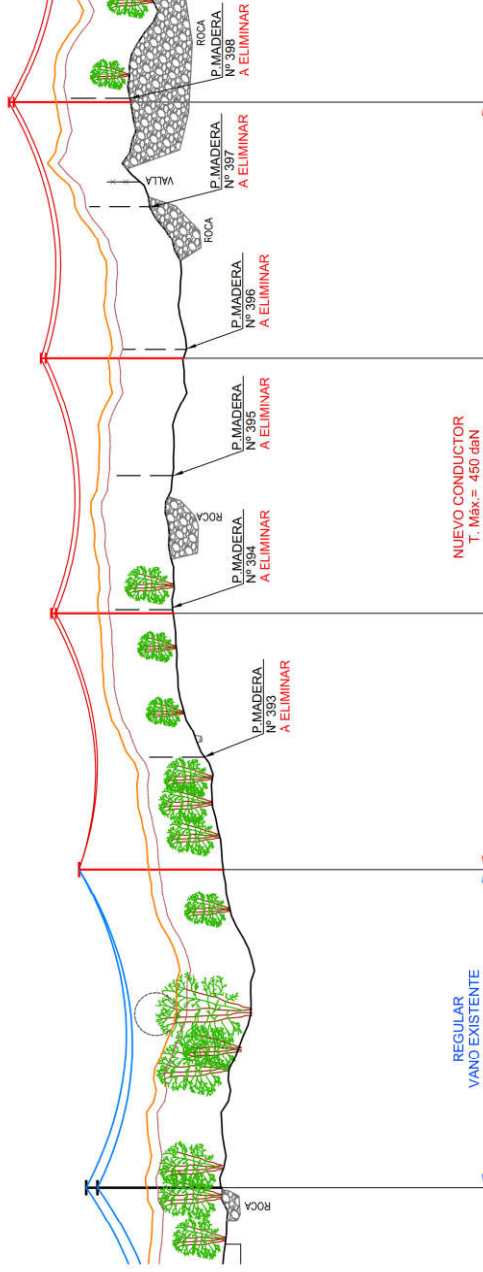 ROCA
REGULAR
VANO EXISTENTE
P.MADERA
Nº 393
A ELIMINAR
P.MADERA
Nº 394
A ELIMINAR
ROCA
P.MADERA
Nº 395
A ELIMINAR
NUEVO CONDUCTOR
T. Máx.= 450 daN
P.MADERA
Nº 396
A ELIMINAR
ROCA
VALLA
P.MADERA
Nº 397
A ELIMINAR
ROCA
P.MADERA
Nº 398
A ELIMINAR